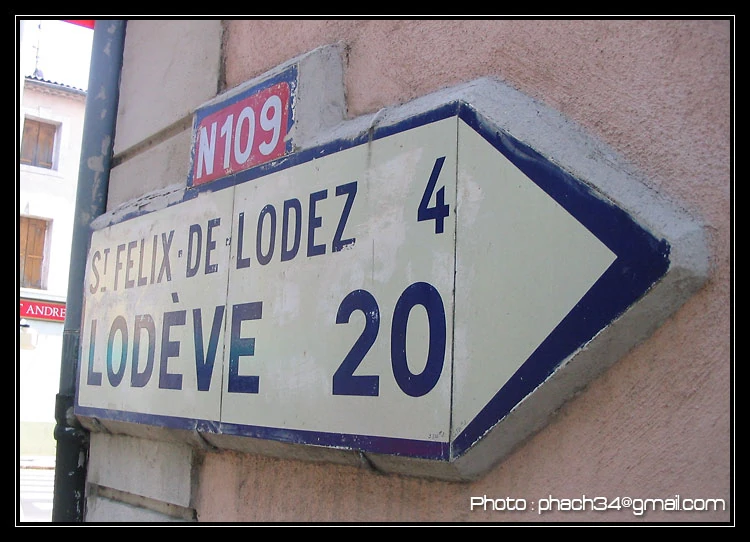 N109
ST FELIX·DE LODEZ 4
LODÈVE 20
T ANDRE
Photo : phach34@gmail.com